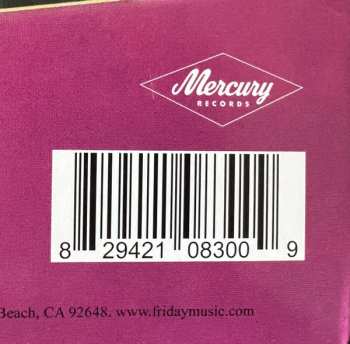 Mercury
RECORDS
8 29421 08300 9
Beach, CA 92648. www.fridaymusic.com